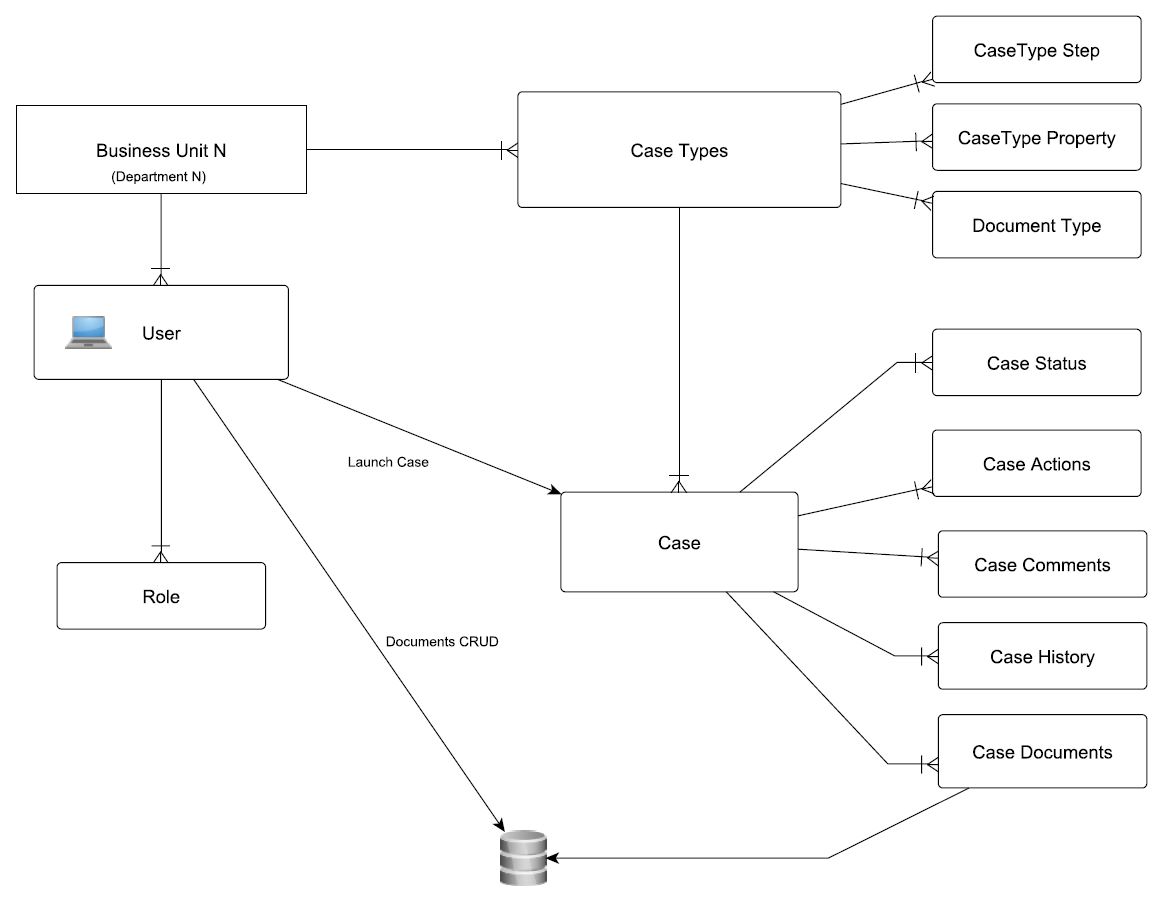 CaseType Step
Business Unit N
(Department N)
Case Types
CaseType Property
Document Type
User
Case Status
Launch Case
Case Actions
Case
Case Comments
Role
Documents CRUD
Case History
Case Documents